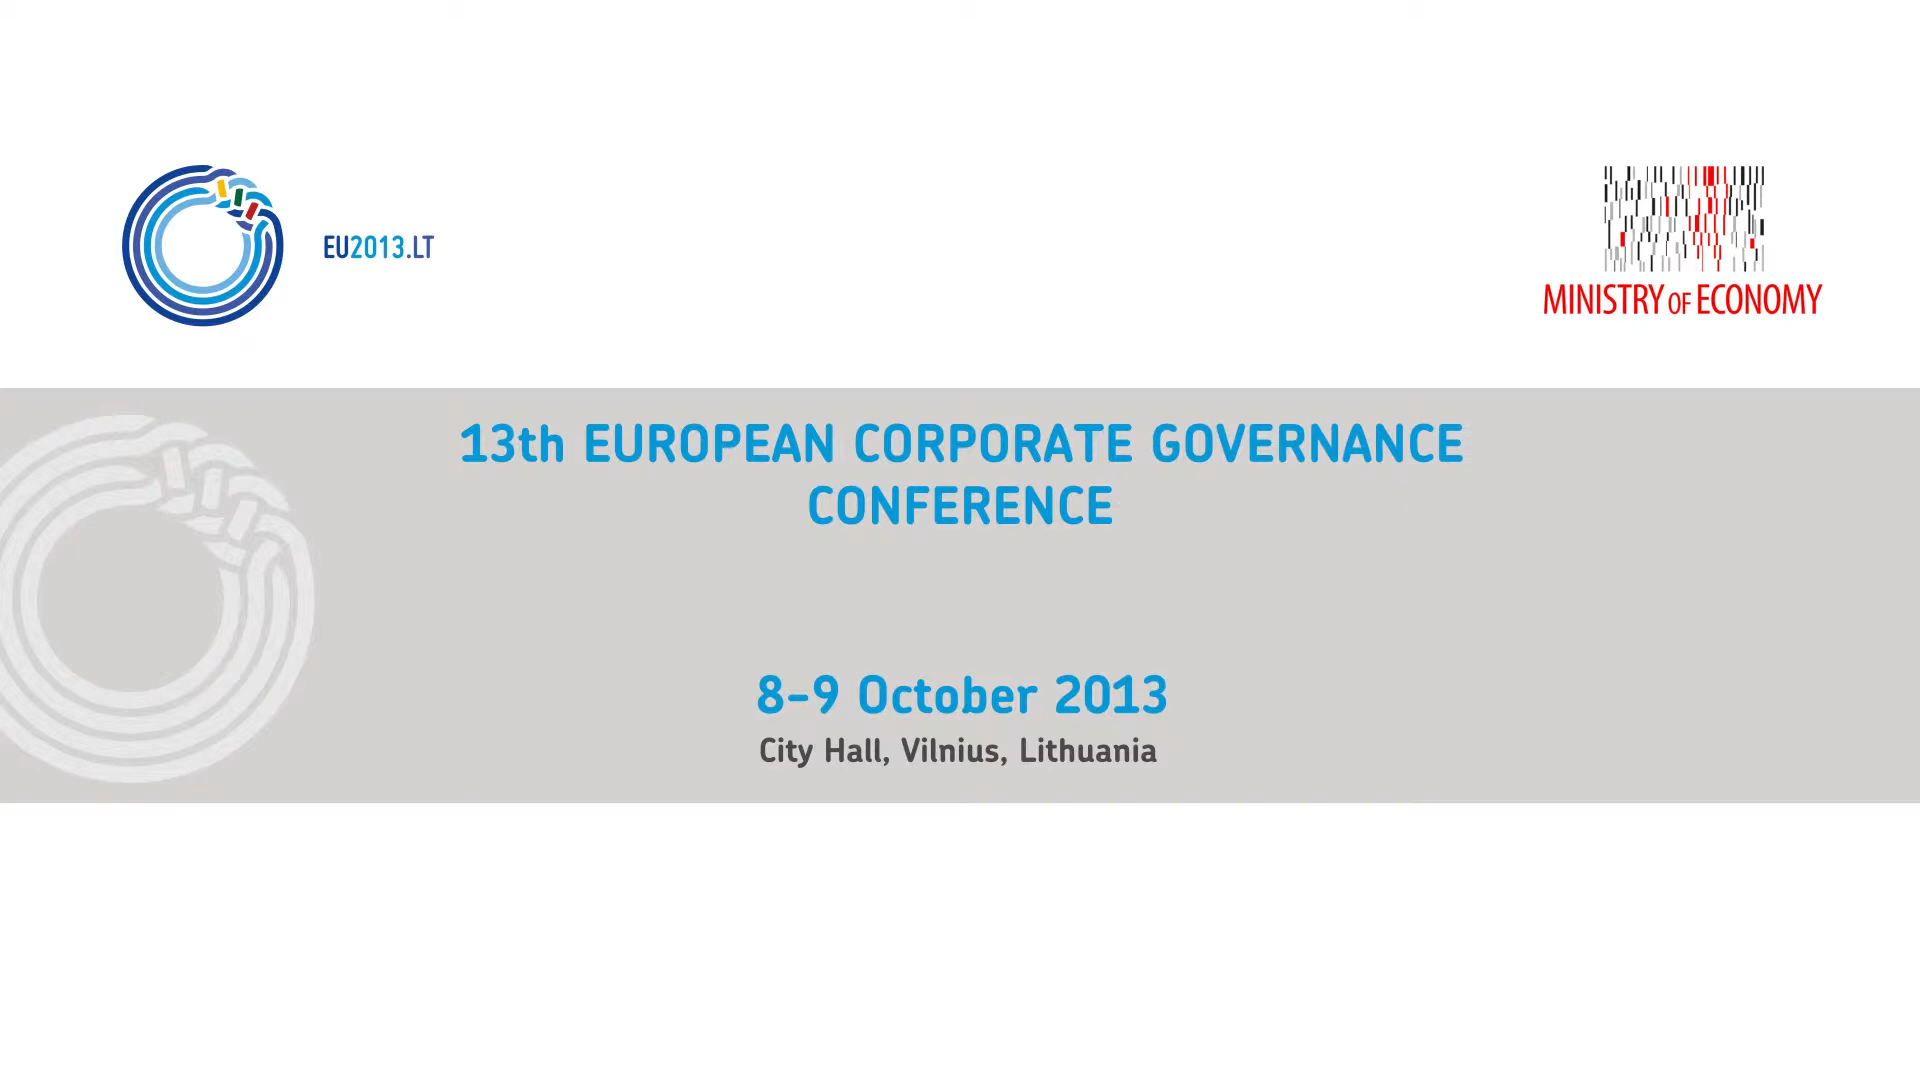 EU2013.LT
MINISTRY OF ECONOMY
13th EUROPEAN CORPORATE GOVERNANCE
CONFERENCE
8-9 October 2013
City Hall, Vilnius, Lithuania